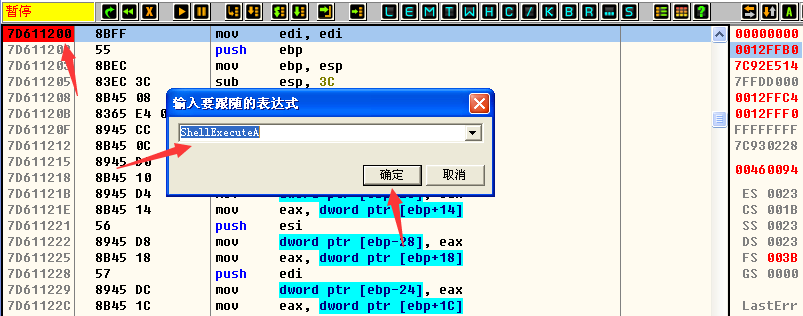 暂停
L E M T W H C / K B R ... S ?
7D611200 8BFF mov edi, edi 00000000
55 push ebp 0012FFB0
7D611203 8BEC mov ebp, esp 7C92E514
7D611205 83EC 3C sub esp, 3C 7FFDD000
7D611208 8B45 08 0012FFC4
7D61120B 8365 E4 0012FFF0
7D61120F 8945 CC FFFFFFFF
7D611212 8B45 0C 7C930228
7D611215 8945 D0
输入要跟随的表达式
ShellExecuteA
确定 取消
7D611218 8B45 10 00460094
7D61121B 8945 D4
7D61121E 8B45 14 mov eax, dword ptr [ebp+14] ES 0023
7D611221 56 push esi CS 001B
7D611222 8945 D8 mov dword ptr [ebp-28], eax SS 0023
7D611225 8B45 18 mov eax, dword ptr [ebp+18] DS 0023
7D611228 57 push edi FS 003B
7D611229 8945 DC mov dword ptr [ebp-24], eax GS 0000
7D61122C 8B45 1C mov eax, dword ptr [ebp+1C] LastErr